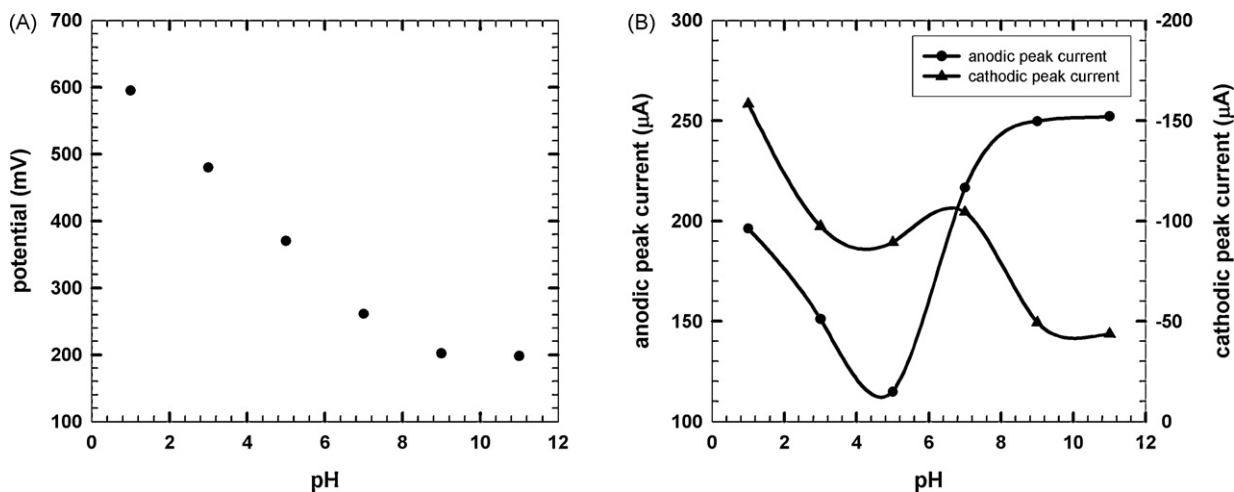 (A)
700
600
500
400
300
200
100
potential (mV)
0 2 4 6 8 10 12
pH
(B)
300
250
200
150
100
anodic peak current (μA)
anodic peak current
cathodic peak current
-200
-150
-100
-50
0
cathodic peak current (μA)
0 2 4 6 8 10 12
pH